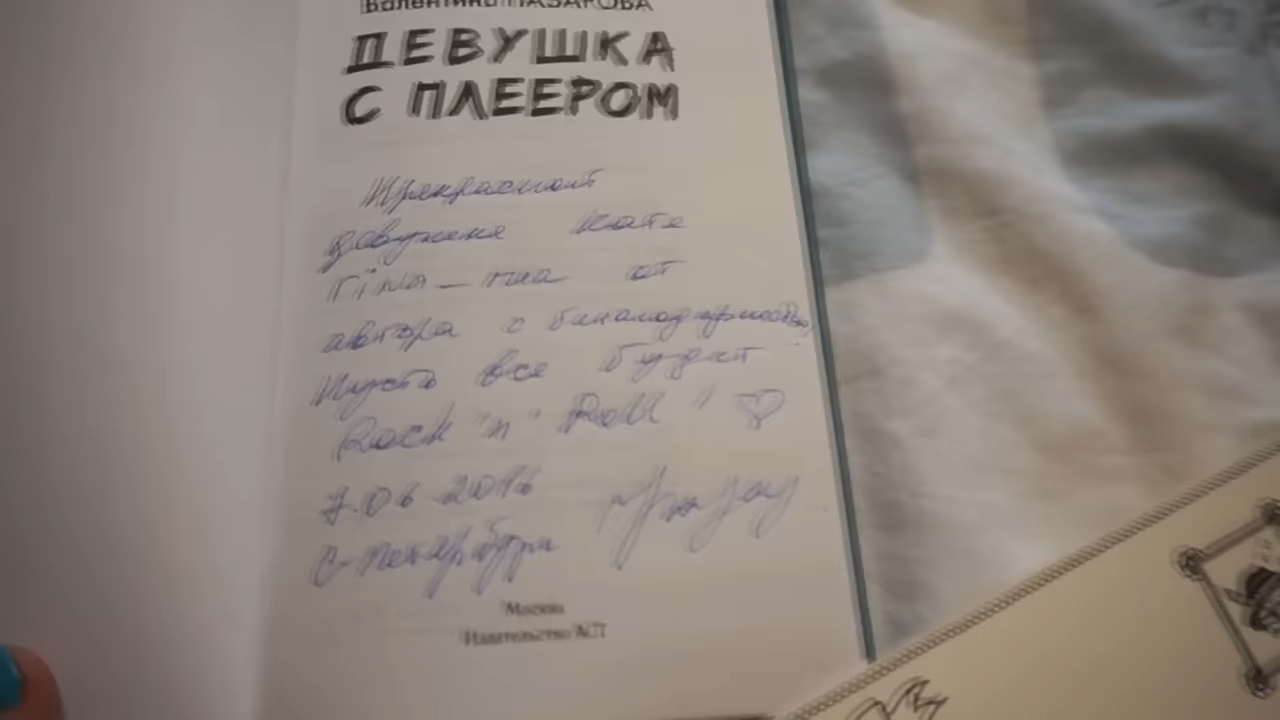 Валентина НАЗАРОВА
ДЕВУШКА
С ПЛЕЕРОМ
Прекрасной
девушке Кате
от
автора с благодарностью,
Пусть все будет
Rock 'n' Roll" ♡
7.06 2016
С-Петербург
Москва
Издательство АСТ